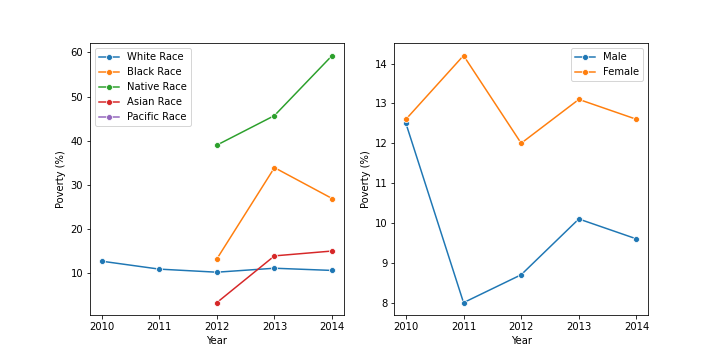 White Race
Black Race
Native Race
Asian Race
Pacific Race
60
50
40
30
20
10
Poverty (%)
2010 2011 2012 2013 2014
Year
Male
Female
14
13
12
11
10
9
8
Poverty (%)
2010 2011 2012 2013 2014
Year